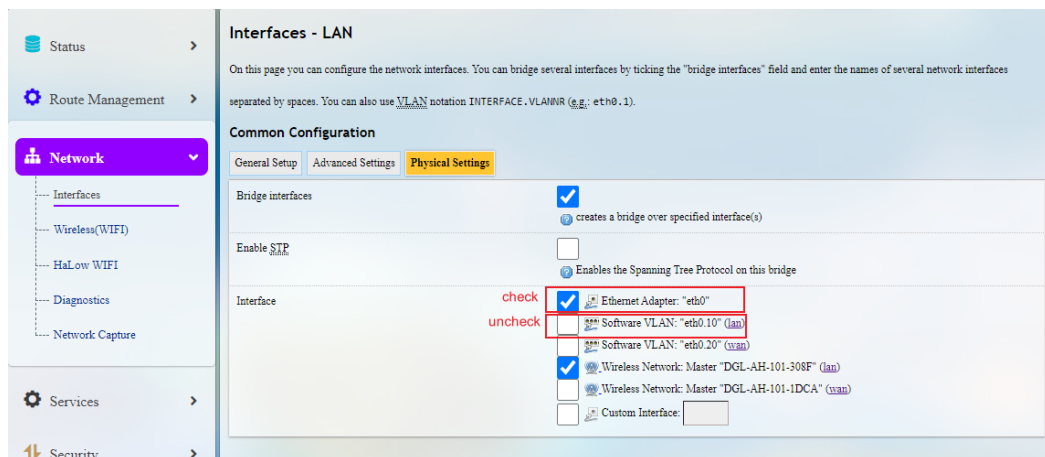 Status
Route Management
Network
Interfaces
Wireless(WIFI)
HaLow WIFI
Diagnostics
Network Capture
Services
Security
Interfaces - LAN
On this page you can configure the network interfaces. You can bridge several interfaces by ticking the "bridge interfaces" field and enter the names of several network interfaces
separated by spaces. You can also use VLAN notation INTERFACE.VLANNR (e.g.: eth0.1).
Common Configuration
General Setup Advanced Settings Physical Settings
Bridge interfaces
creates a bridge over specified interface(s)
Enable STP
Enables the Spanning Tree Protocol on this bridge
Interface
check Ethernet Adapter: "eth0"
uncheck Software VLAN: "eth0.10" (lan)
Software VLAN: "eth0.20" (wan)
Wireless Network: Master "DGL-AH-101-308F" (lan)
Wireless Network: Master "DGL-AH-101-1DCA" (wan)
Custom Interface: